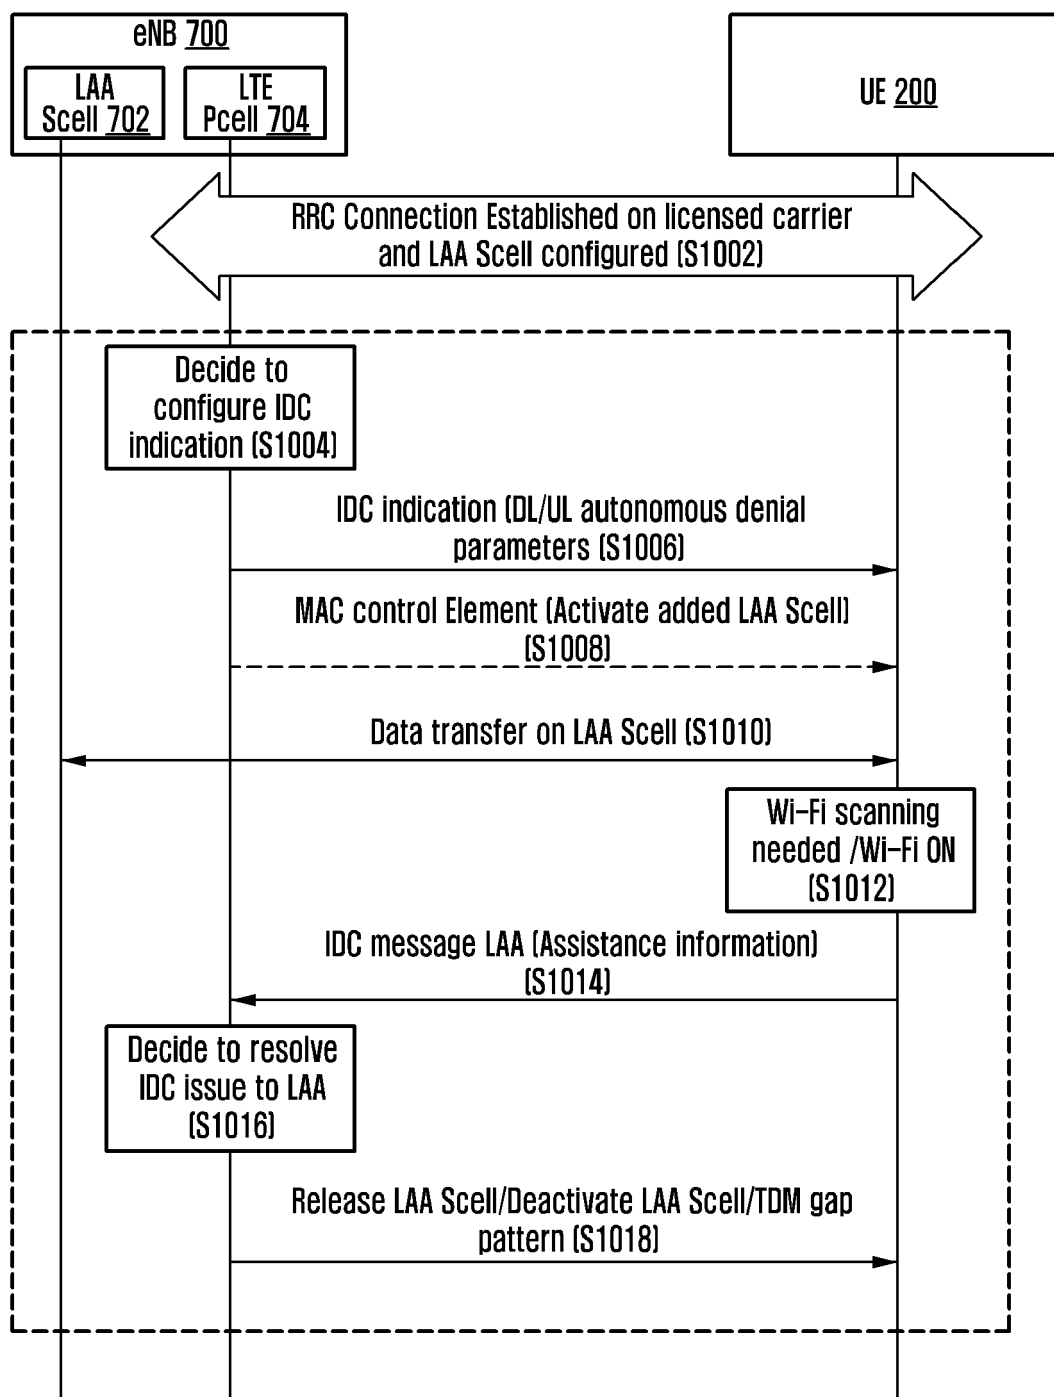 eNB 700
LAA
Scell 702
LTE
Pcell 704
UE 200
RRC Connection Established on licensed carrier
and LAA Scell configured (S1002)
Decide to
configure IDC
indication (S1004)
IDC indication (DL/UL autonomous denial
parameters (S1006)
MAC control Element (Activate added LAA Scell)
(S1008)
Data transfer on LAA Scell (S1010)
Wi-Fi scanning
needed /Wi-Fi ON
(S1012)
IDC message LAA (Assistance information)
(S1014)
Decide to resolve
IDC issue to LAA
(S1016)
Release LAA Scell/Deactivate LAA Scell/TDM gap
pattern (S1018)